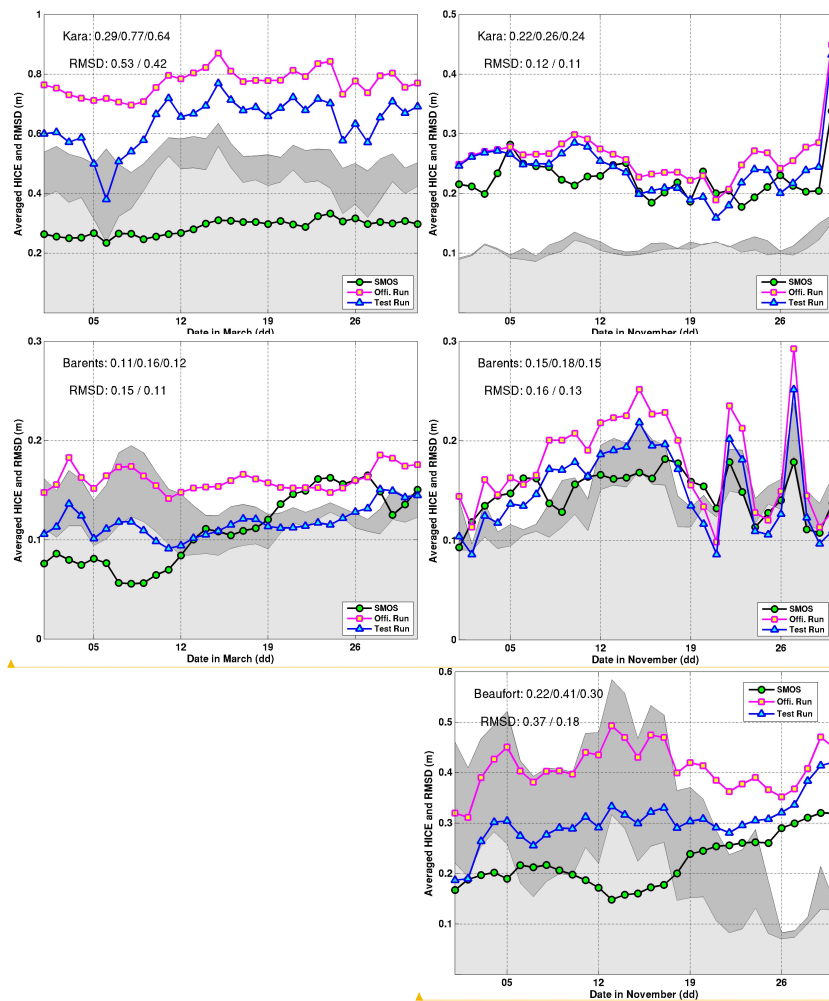 Kara: 0.29/0.77/0.64
RMSD: 0.53 / 0.42
Averaged HICE and RMSD (m)
1
0.8
0.6
0.4
0.2
05
12
19
26
Date in March (dd)
SMOS
Offi. Run
Test Run
Kara: 0.22/0.26/0.24
RMSD: 0.12 / 0.11
Averaged HICE and RMSD (m)
0.5
0.4
0.3
0.2
0.1
05
12
19
26
Date in November (dd)
SMOS
Offi. Run
Test Run
Barents: 0.11/0.16/0.12
RMSD: 0.15 / 0.11
Averaged HICE and RMSD (m)
0.3
0.2
0.1
0
05
12
19
26
Date in March (dd)
SMOS
Offi. Run
Test Run
Barents: 0.15/0.18/0.15
RMSD: 0.16 / 0.13
Averaged HICE and RMSD (m)
0.3
0.2
0.1
0
05
12
19
26
Date in November (dd)
SMOS
Offi. Run
Test Run
Beaufort: 0.22/0.41/0.30
RMSD: 0.37 / 0.18
Averaged HICE and RMSD (m)
0.6
0.5
0.4
0.3
0.2
0.1
05
12
19
26
Date in November (dd)
SMOS
Offi. Run
Test Run